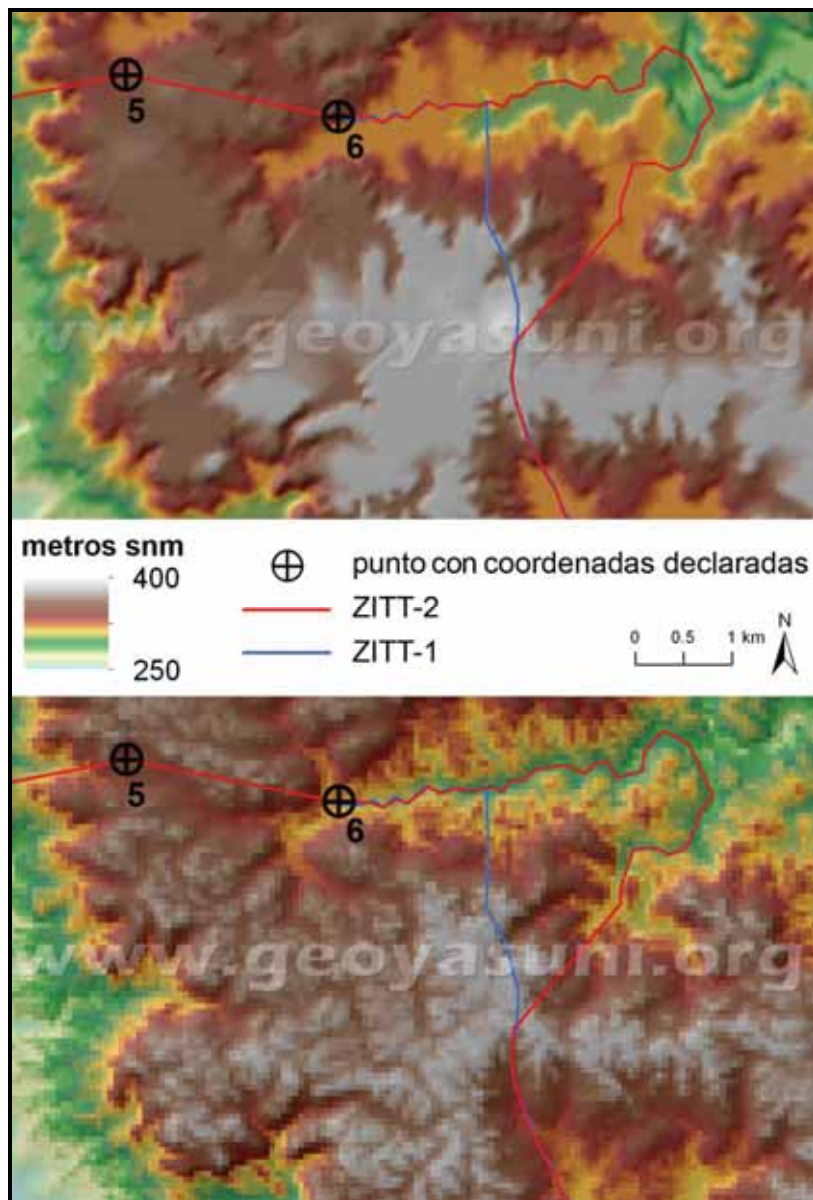 5
6
www.geoyasuni.org
metros snm
400
250
punto con coordenadas declaradas
ZITT-2
ZITT-1
0 0.5 1 km
N
5
6
www.geoyasuni.org